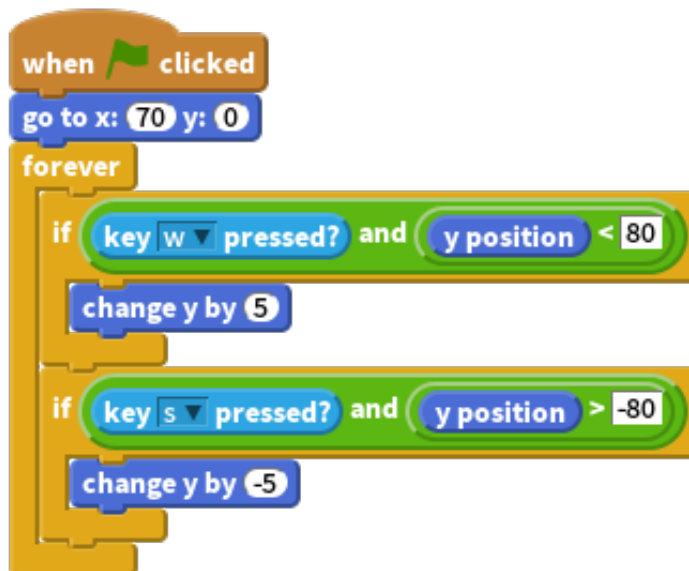 when clicked
go to x: 70 y: 0
forever
if key w pressed? and y position < 80
change y by 5
if key s pressed? and y position > -80
change y by -5